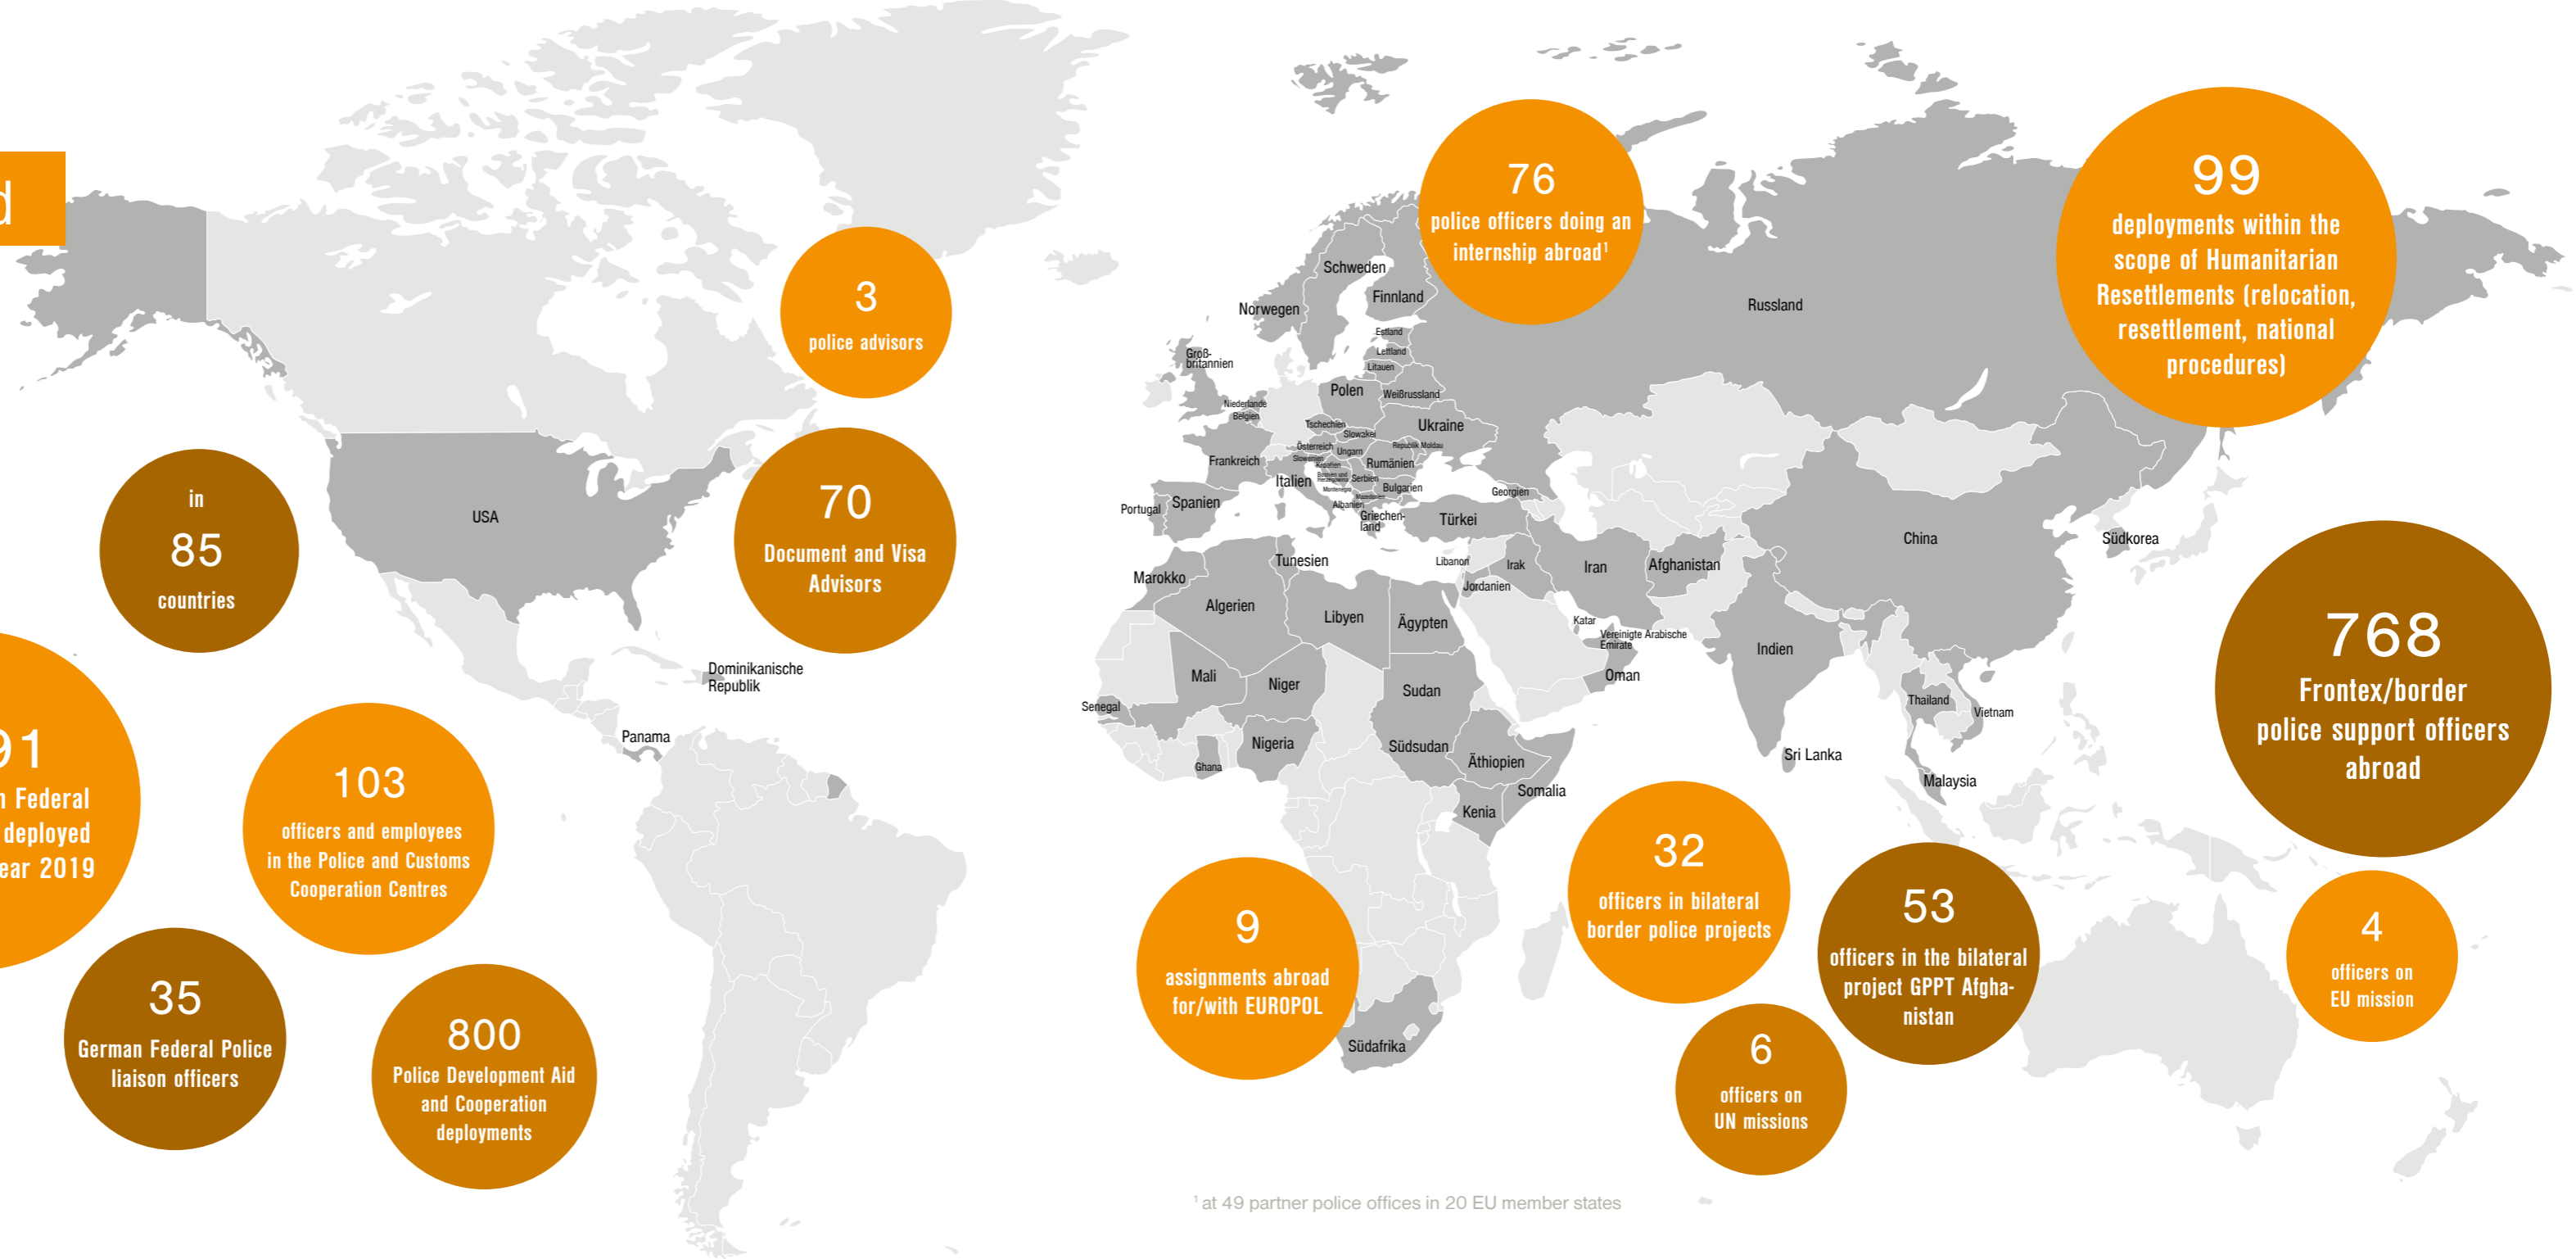 d
3
police advisors
76
police officers doing an
internship abroad¹
99
deployments within the
scope of Humanitarian
Resettlements (relocation,
resettlement, national
procedures)
in
85
countries
70
Document and Visa
Advisors
768
Frontex/border
police support officers
abroad
91
n Federal
deployed
ear 2019
103
officers and employees
in the Police and Customs
Cooperation Centres
35
German Federal Police
liaison officers
800
Police Development Aid
and Cooperation
deployments
9
assignments abroad
for/with EUROPOL
32
officers in bilateral
border police projects
6
officers on
UN missions
53
officers in the bilateral
project GPPT Afgha-
nistan
4
officers on
EU mission
USA
Dominikanische
Republik
Panama
Schweden
Finnland
Norwegen
Russland
Estland
Lettland
Litauen
Groß-
britannien
Polen
Weißrussland
Niederlande
Belgien
Tschechien
Slowakei
Ukraine
Österreich
Ungarn
Republik Moldau
Frankreich
Slowenien
Kroatien
Rumänien
Italien
Bosnien und
Herzegowina
Serbien
Bulgarien
Montenegro
Mazedonien
Albanien
Griechen-
land
Portugal
Spanien
Georgien
Türkei
China
Südkorea
Tunesien
Libanon
Irak
Iran
Afghanistan
Marokko
Jordanien
Algerien
Libyen
Ägypten
Katar
Vereinigte Arabische
Emirate
Indien
Oman
Mali
Niger
Sudan
Senegal
Thailand
Vietnam
Nigeria
Südsudan
Äthiopien
Ghana
Sri Lanka
Malaysia
Somalia
Kenia
Südafrika
¹ at 49 partner police offices in 20 EU member states